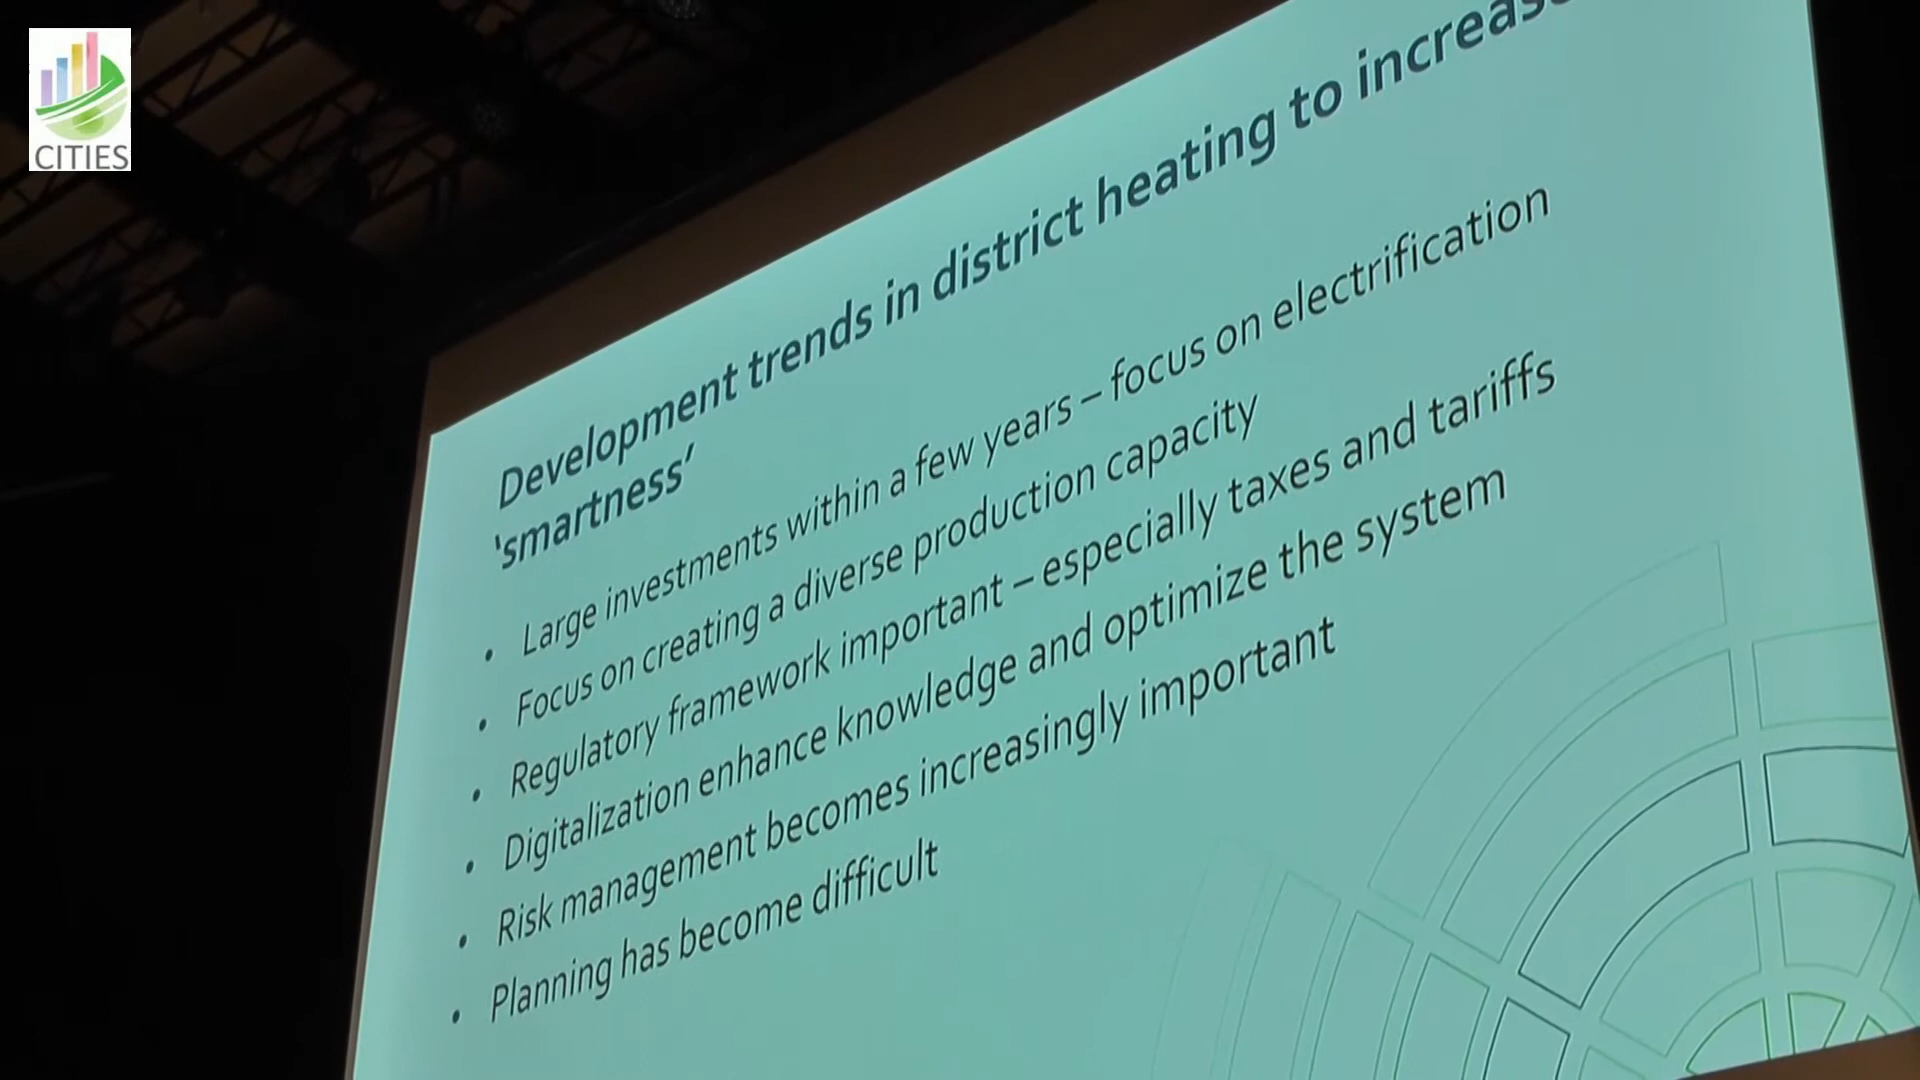 CITIES
Development trends in district heating to increas
‘smartness’
• Large investments within a few years – focus on electrification
• Focus on creating a diverse production capacity
• Regulatory framework important – especially taxes and tariffs
• Digitalization enhance knowledge and optimize the system
• Risk management becomes increasingly important
• Planning has become difficult